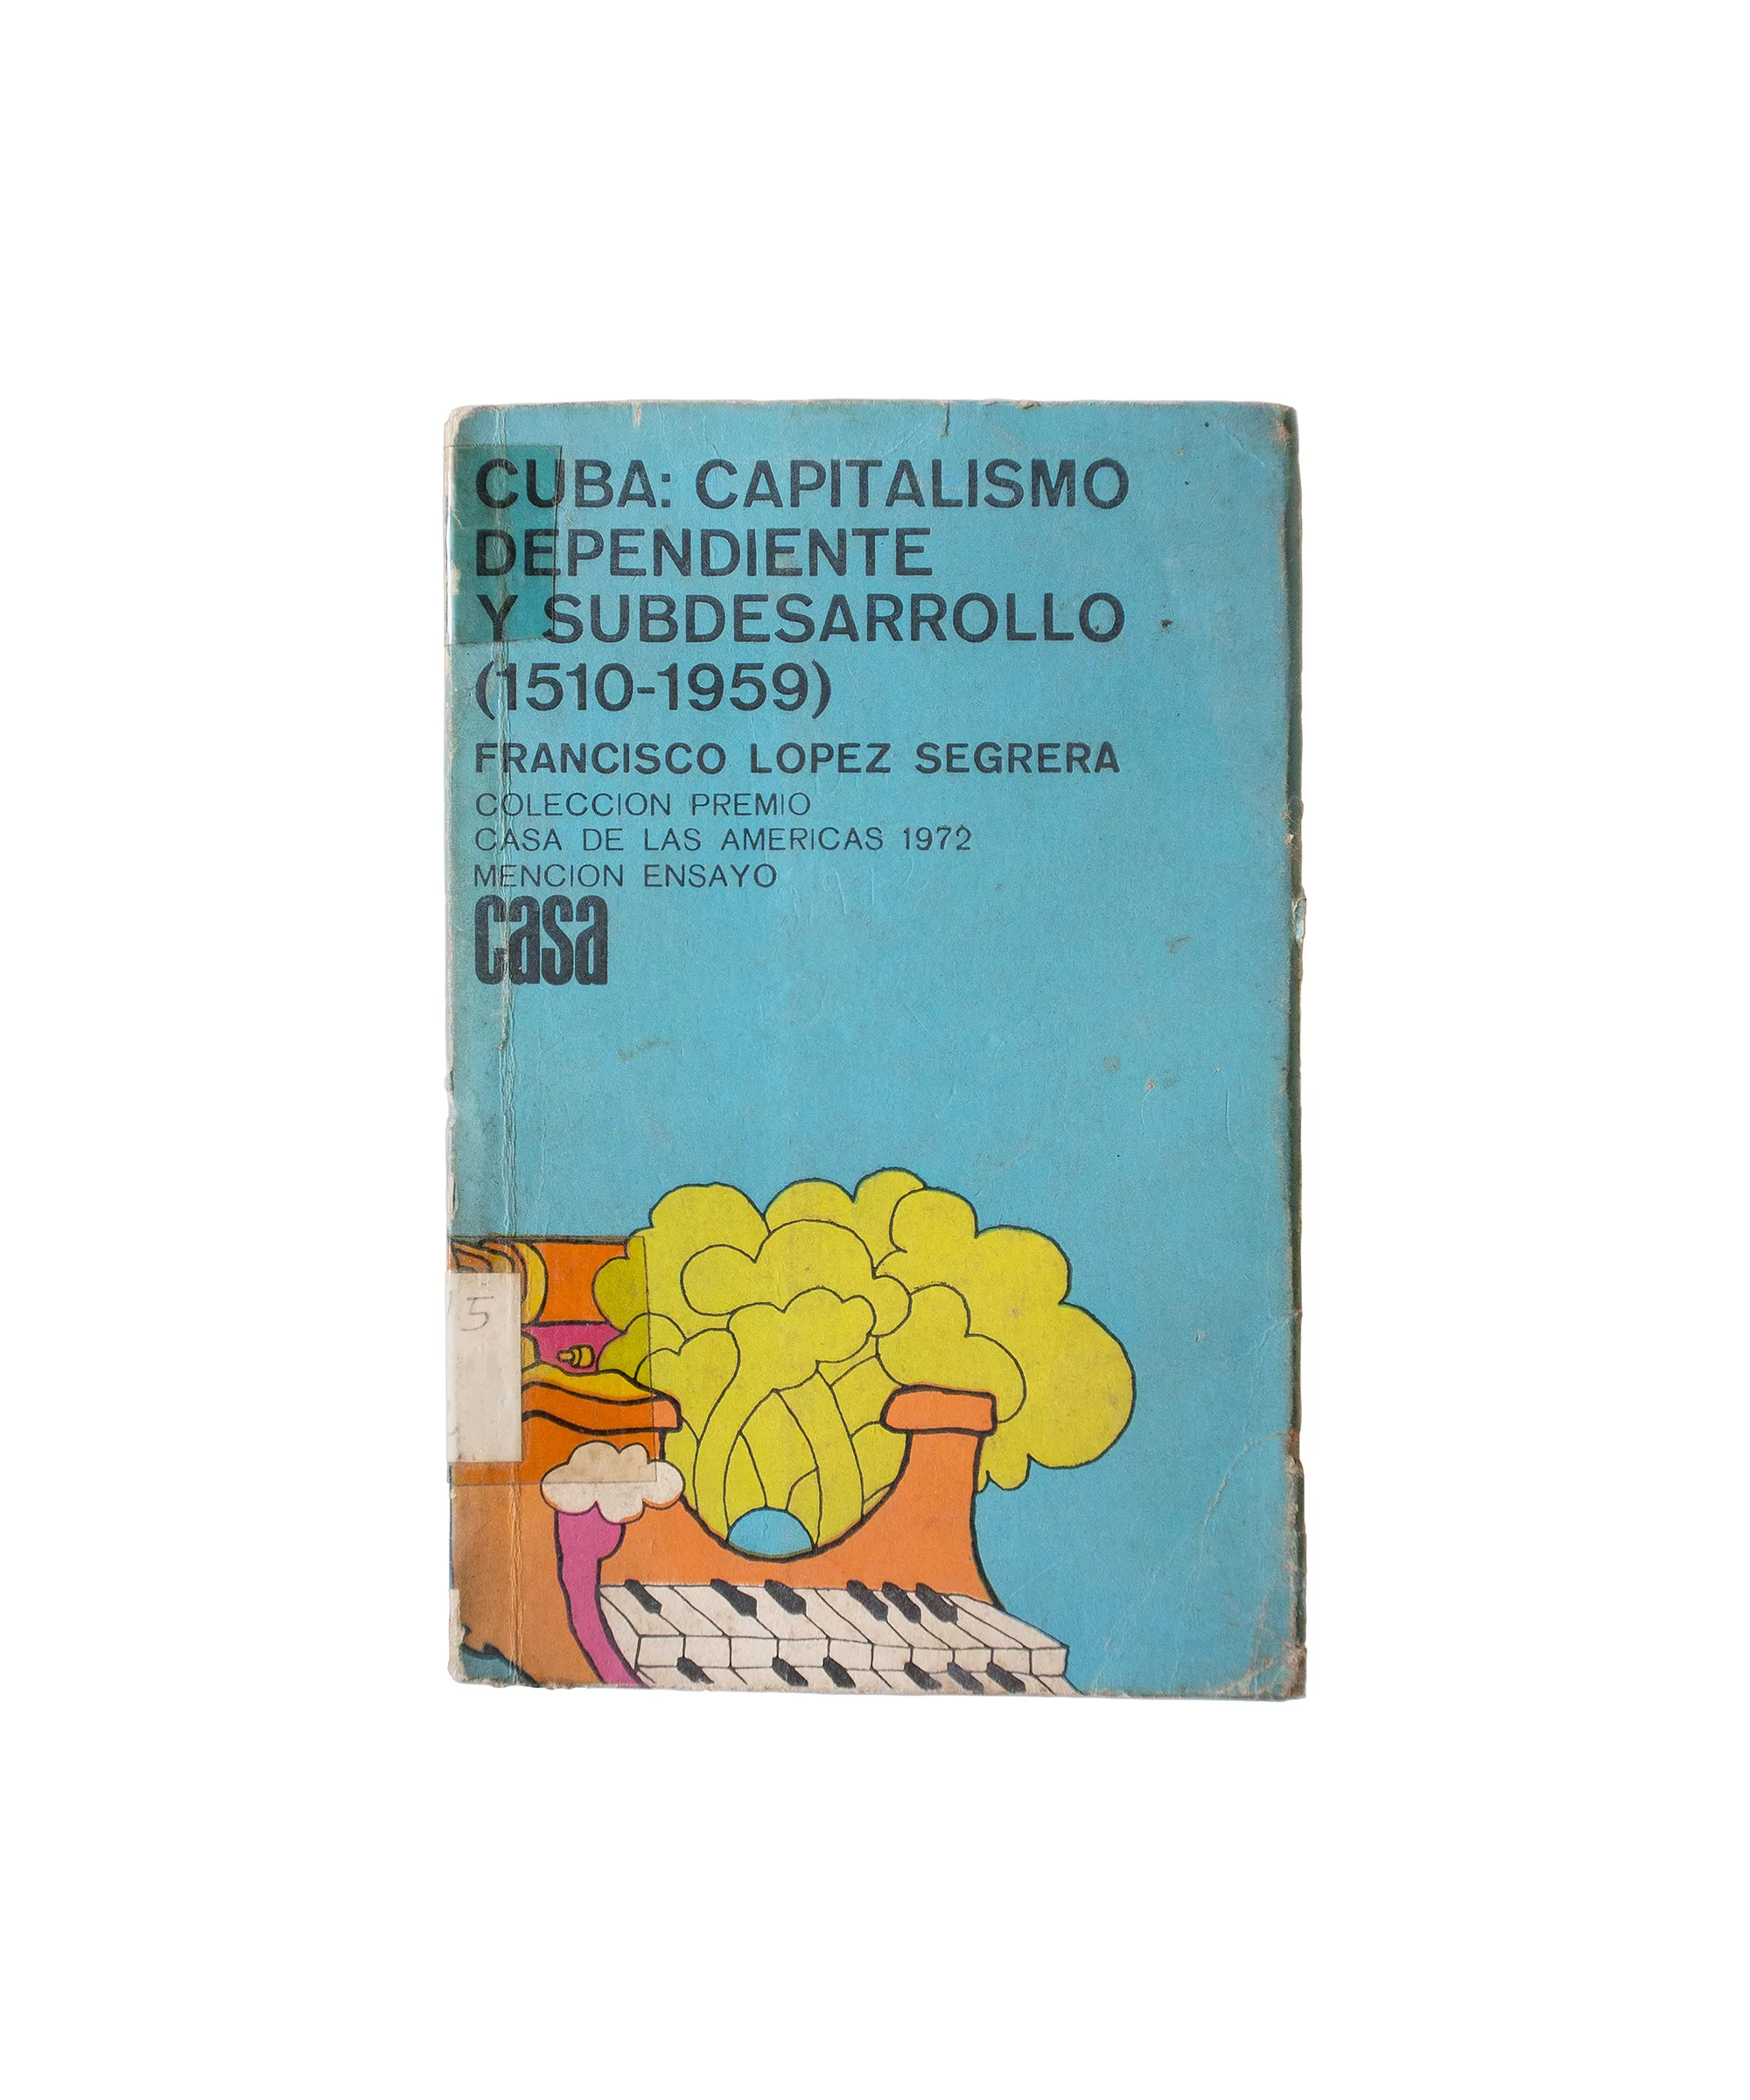 CUBA: CAPITALISMO
DEPENDIENTE
Y SUBDESARROLLO
(1510-1959)
FRANCISCO LOPEZ SEGRERA
COLECCION PREMIO
CASA DE LAS AMERICAS 1972
MENCION ENSAYO
casa
5